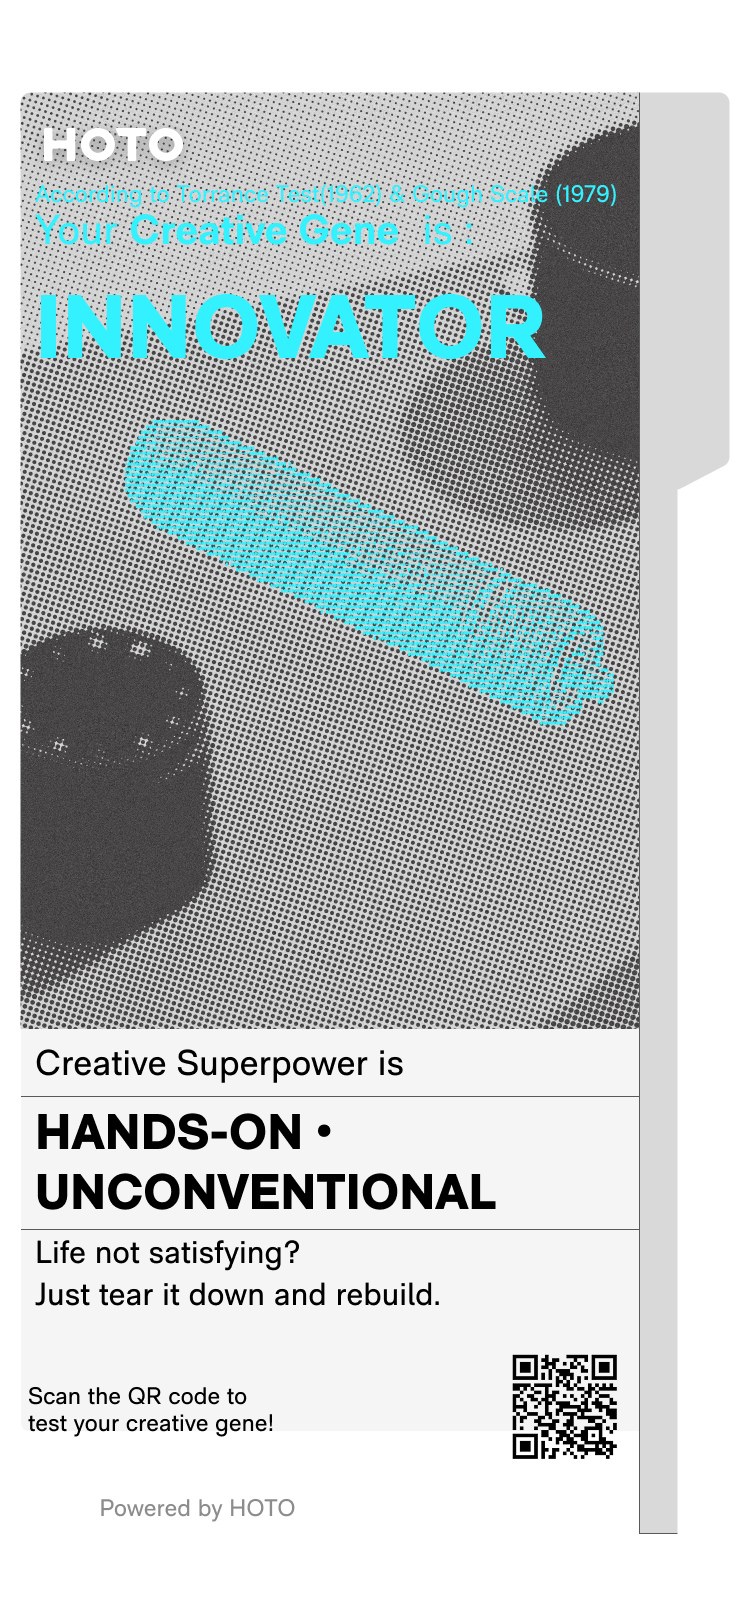 HOTO
According to Torrance Test(1962) & Gough Scale (1979)
Your Creative Gene is :
INNOVATOR
Creative Superpower is
HANDS-ON •
UNCONVENTIONAL
Life not satisfying?
Just tear it down and rebuild.
Scan the QR code to
test your creative gene!
Powered by HOTO